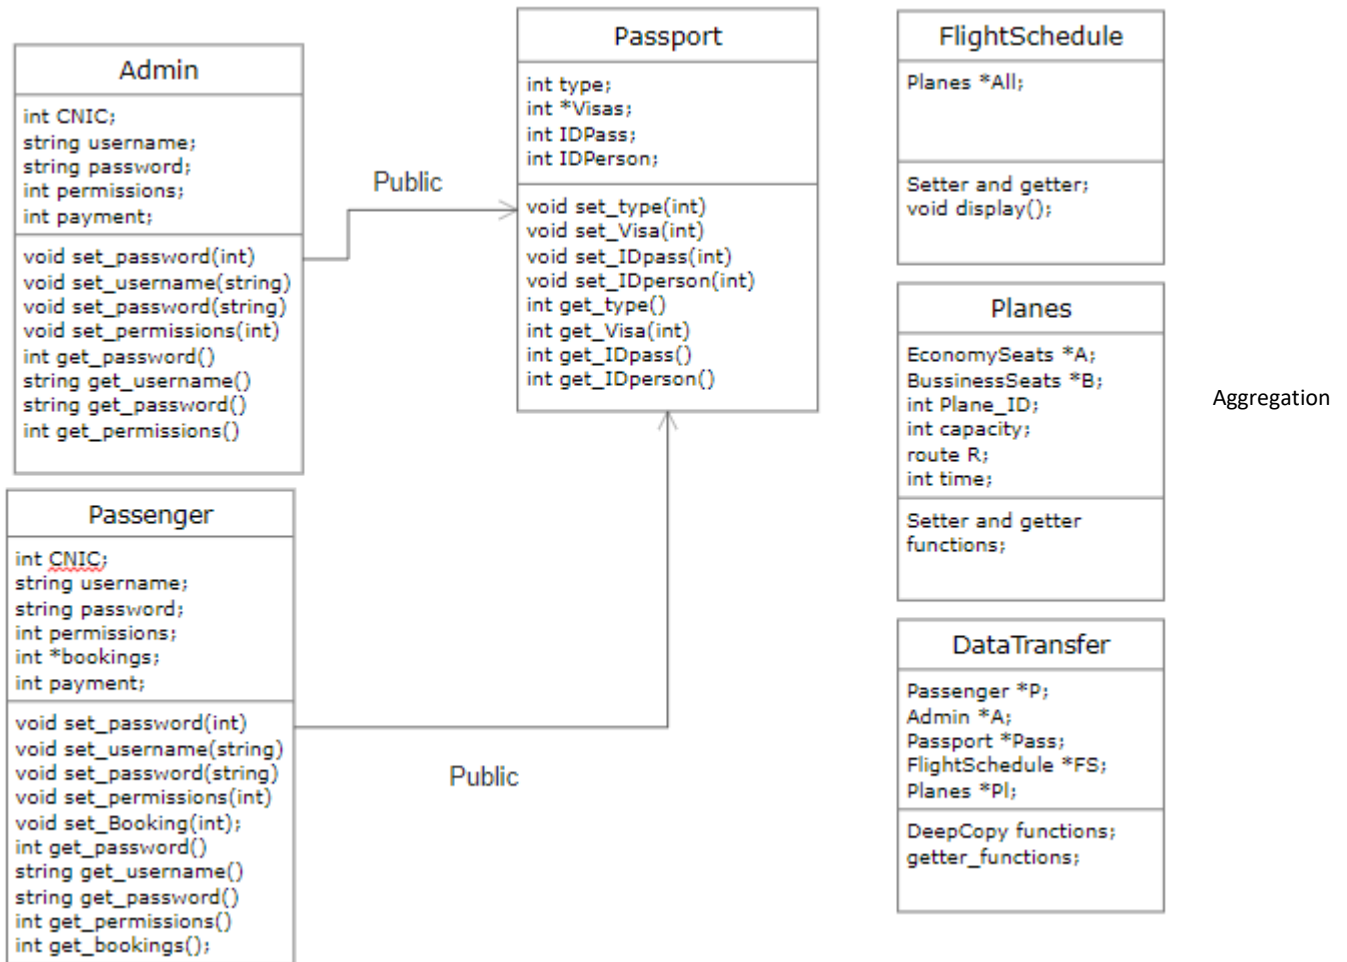 Admin
int CNIC;
string username;
string password;
int permissions;
int payment;
void set_password(int)
void set_username(string)
void set_password(string)
void set_permissions(int)
int get_password()
string get_username()
string get_password()
int get_permissions()
Public
Passport
int type;
int *Visas;
int IDPass;
int IDPerson;
void set_type(int)
void set_Visa(int)
void set_IDpass(int)
void set_IDperson(int)
int get_type()
int get_Visa(int)
int get_IDpass()
int get_IDperson()
Passenger
int CNIC;
string username;
string password;
int permissions;
int *bookings;
int payment;
void set_password(int)
void set_username(string)
void set_password(string)
void set_permissions(int)
void set_Booking(int);
int get_password()
string get_username()
string get_password()
int get_permissions()
int get_bookings();
Public
FlightSchedule
Planes *All;
Setter and getter;
void display();
Planes
EconomySeats *A;
BussinessSeats *B;
int Plane_ID;
int capacity;
route R;
int time;
Setter and getter
functions;
Aggregation
DataTransfer
Passenger *P;
Admin *A;
Passport *Pass;
FlightSchedule *FS;
Planes *Pl;
DeepCopy functions;
getter_functions;